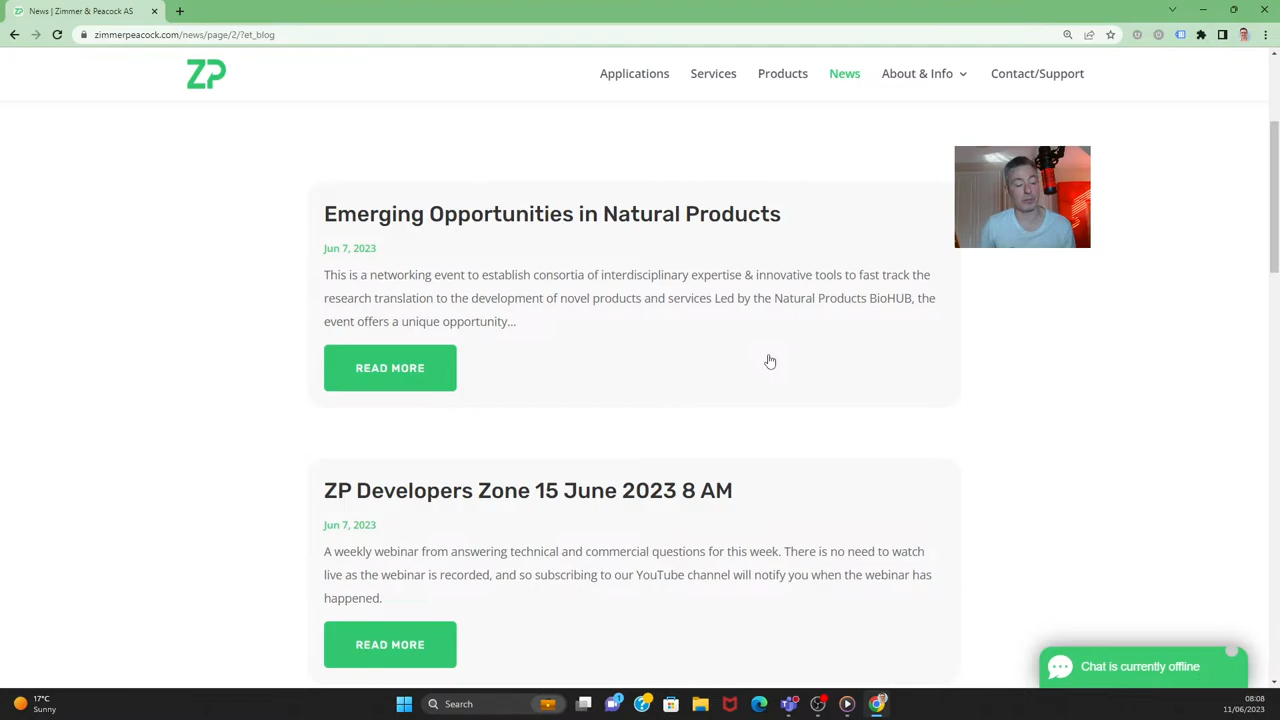 News | Zimmer & Peacock AS
zimmerpeacock.com/news/page/2/?et_blog
ZP
Applications
Services
Products
News
About & Info
Contact/Support
Emerging Opportunities in Natural Products
Jun 7, 2023
This is a networking event to establish consortia of interdisciplinary expertise & innovative tools to fast track the
research translation to the development of novel products and services Led by the Natural Products BioHUB, the
event offers a unique opportunity...
READ MORE
ZP Developers Zone 15 June 2023 8 AM
Jun 7, 2023
A weekly webinar from answering technical and commercial questions for this week. There is no need to watch
live as the webinar is recorded, and so subscribing to our YouTube channel will notify you when the webinar has
happened.
READ MORE
Chat is currently offline
17°C
Sunny
Search
08:08
11/06/2023